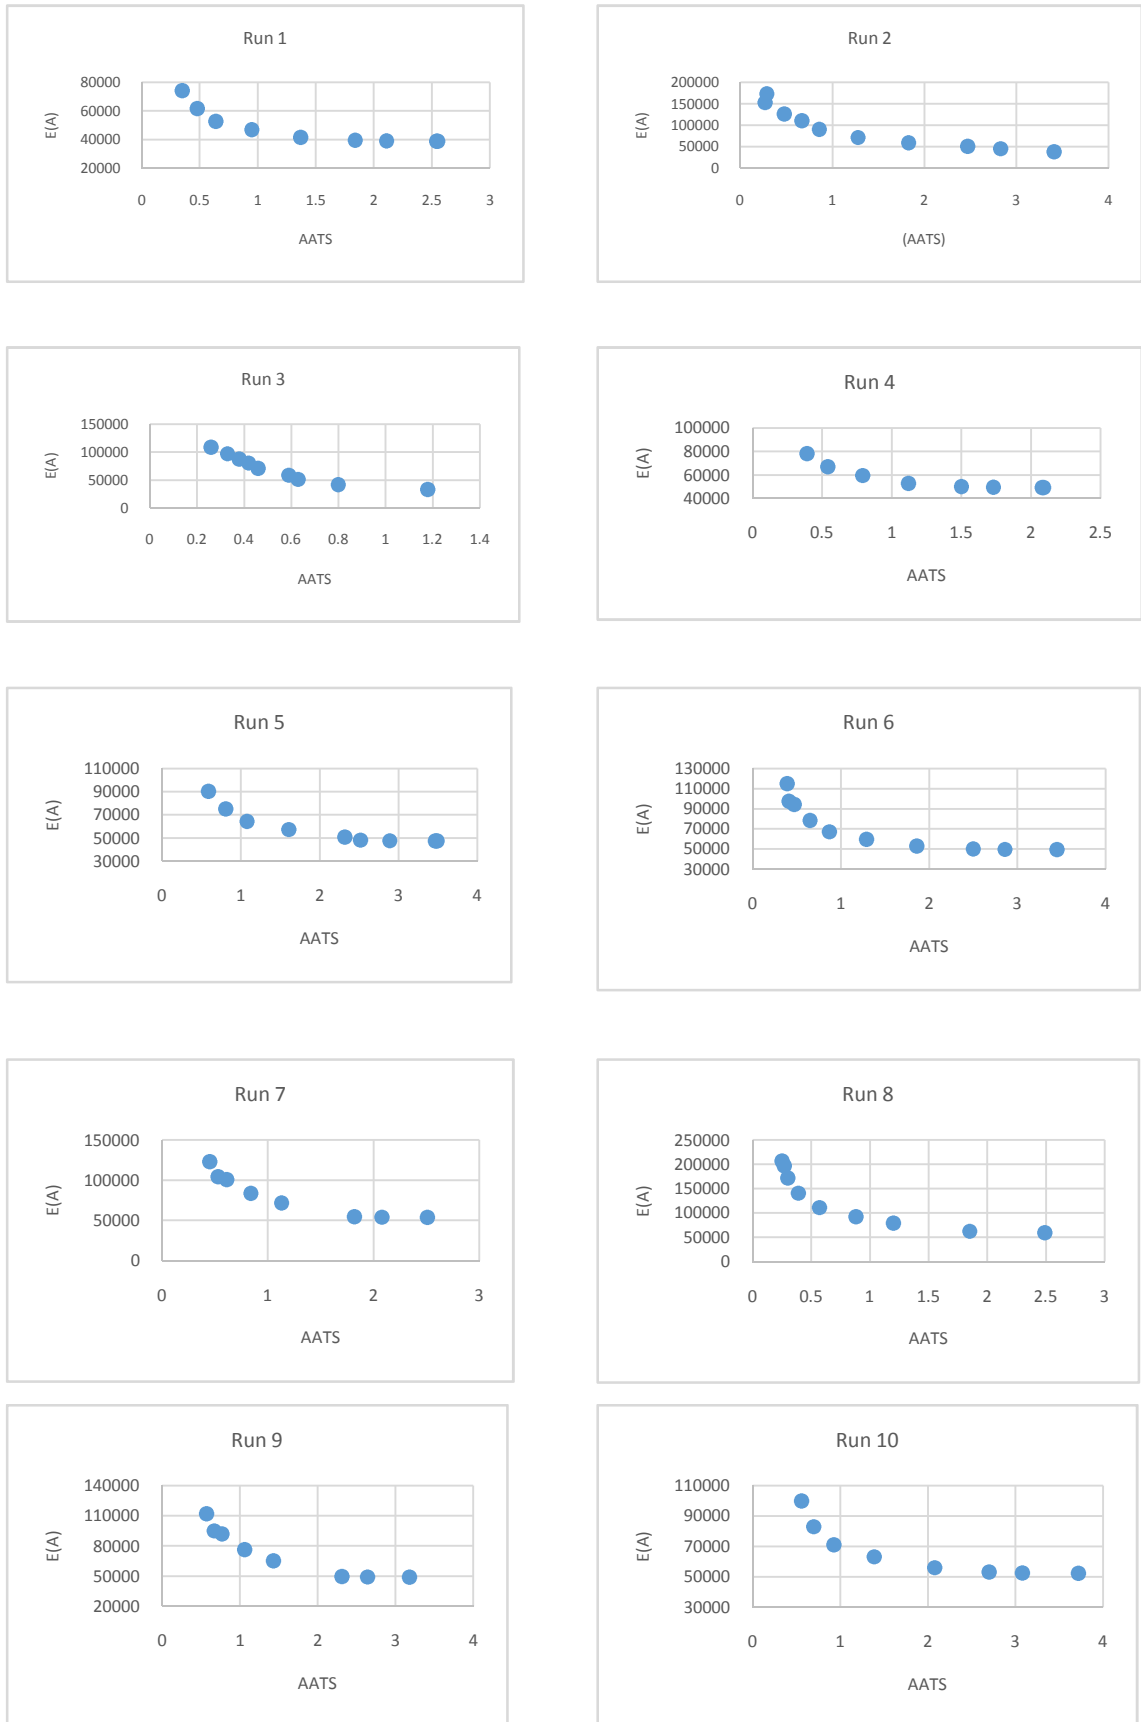 Run 1
80000
60000
40000
20000
E(A)
0 0.5 1 1.5 2 2.5 3
AATS
Run 2
200000
150000
100000
50000
0
E(A)
0 1 2 3 4
(AATS)
Run 3
150000
100000
50000
0
E(A)
0 0.2 0.4 0.6 0.8 1 1.2 1.4
AATS
Run 4
100000
80000
60000
40000
E(A)
0 0.5 1 1.5 2 2.5
AATS
Run 5
110000
90000
70000
50000
30000
E(A)
0 1 2 3 4
AATS
Run 6
130000
110000
90000
70000
50000
30000
E(A)
0 1 2 3 4
AATS
Run 7
150000
100000
50000
0
E(A)
0 1 2 3
AATS
Run 8
250000
200000
150000
100000
50000
0
E(A)
0 0.5 1 1.5 2 2.5 3
AATS
Run 9
140000
110000
80000
50000
20000
E(A)
0 1 2 3 4
AATS
Run 10
110000
90000
70000
50000
30000
E(A)
0 1 2 3 4
AATS